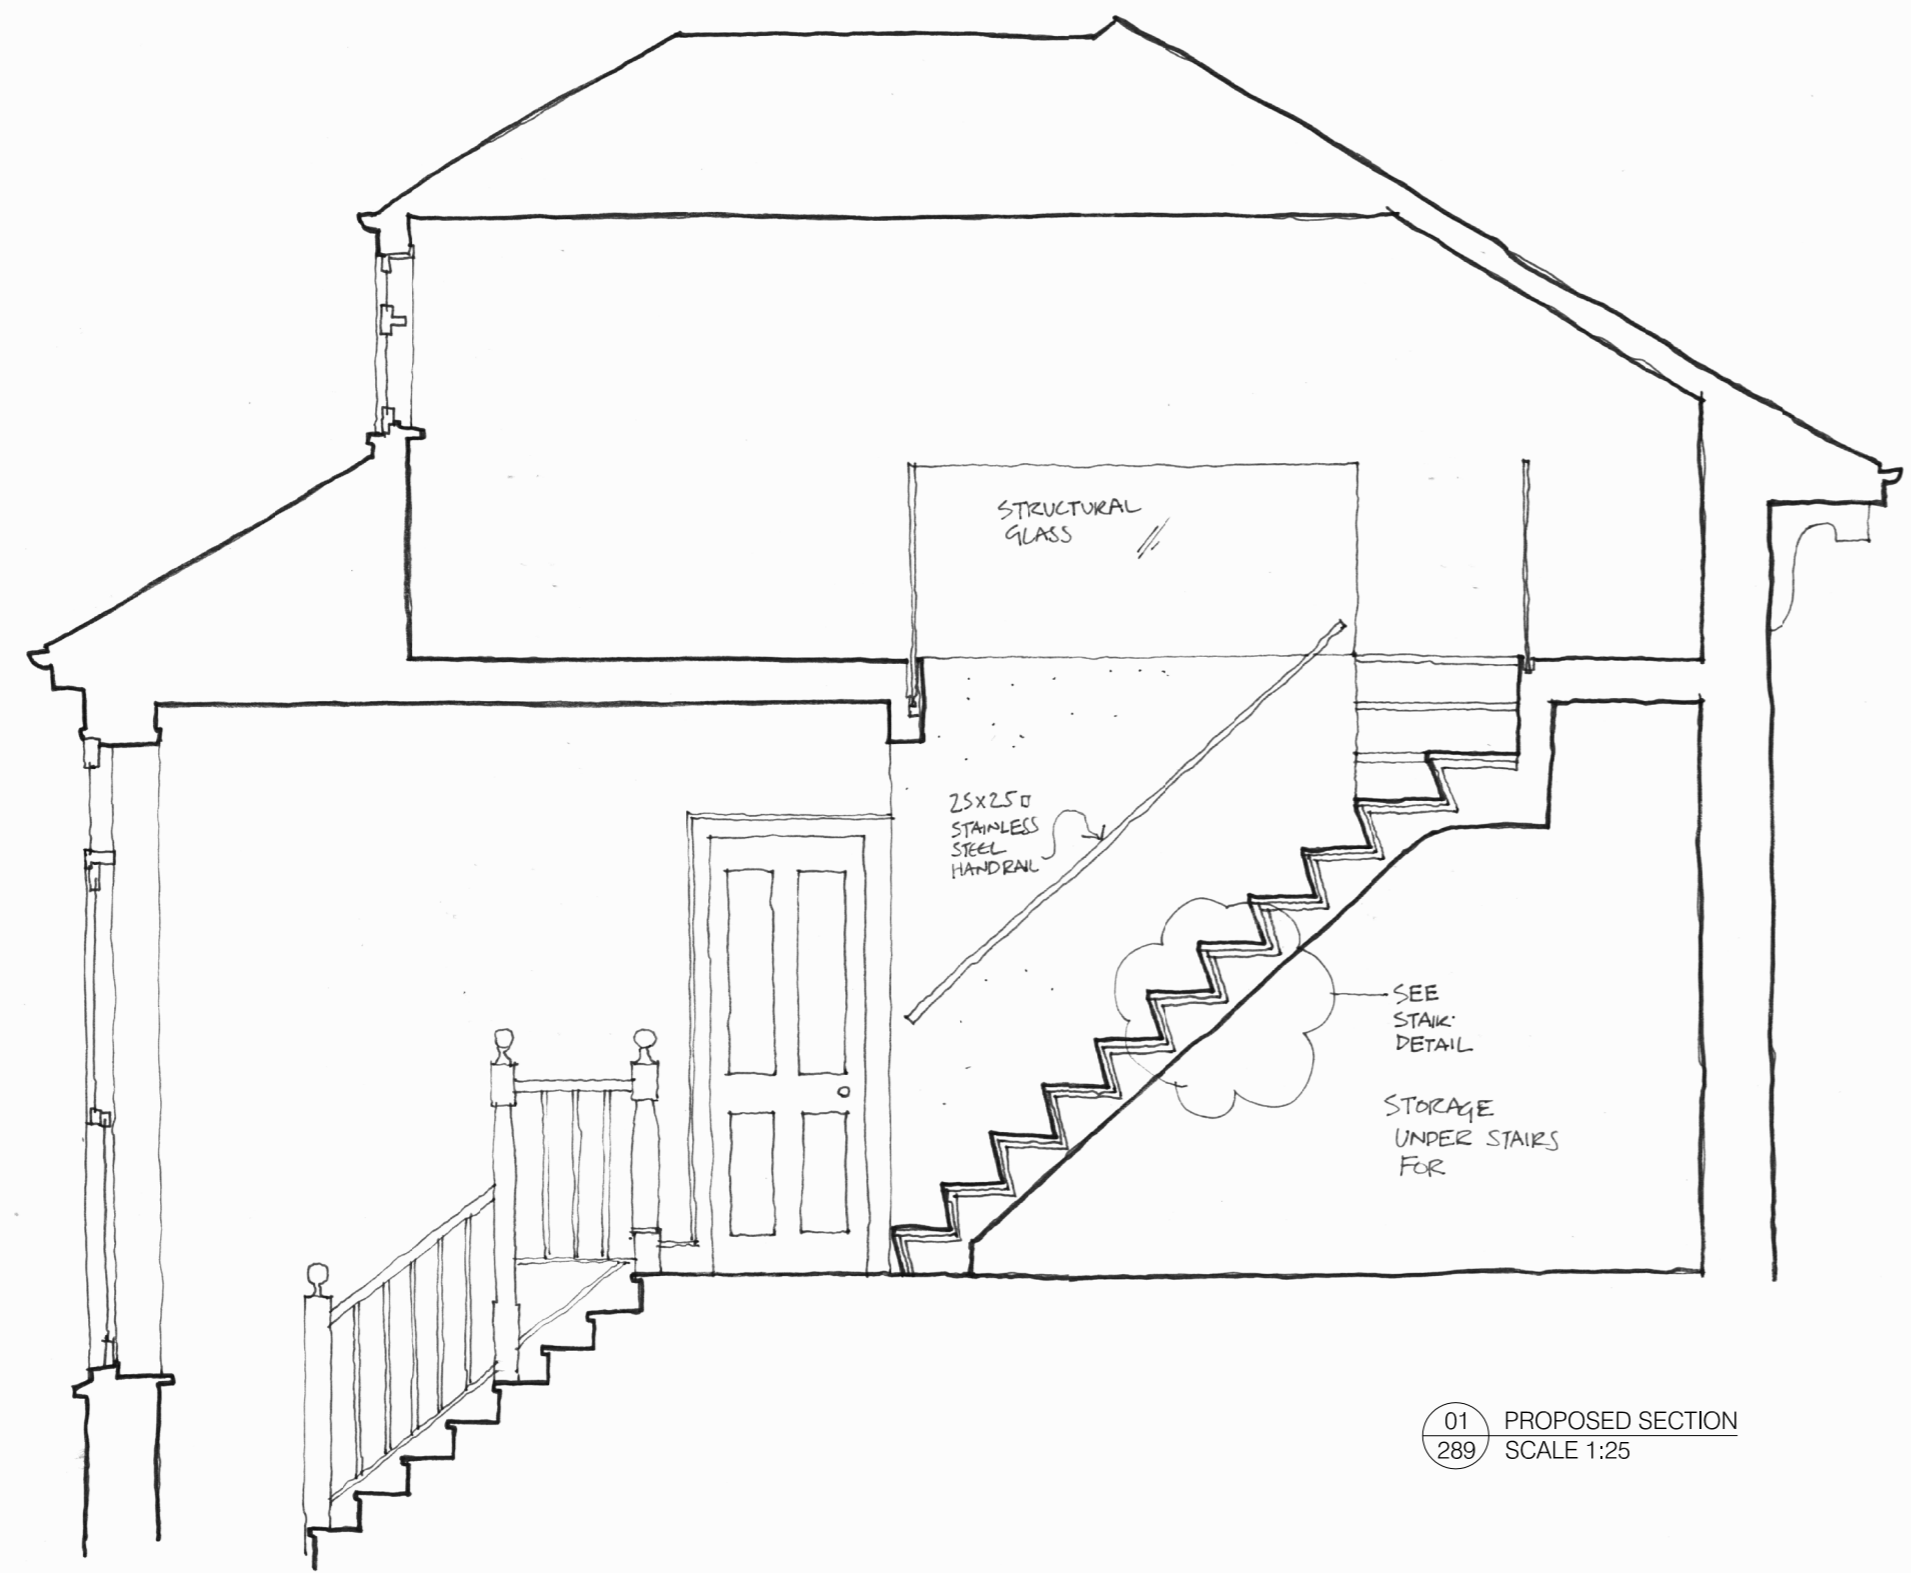 STRUCTURAL
GLASS
25x25□
STAINLESS
STEEL
HANDRAIL
SEE
STAIR
DETAIL
STORAGE
UNDER STAIRS
FOR
01
289
PROPOSED SECTION
SCALE 1:25